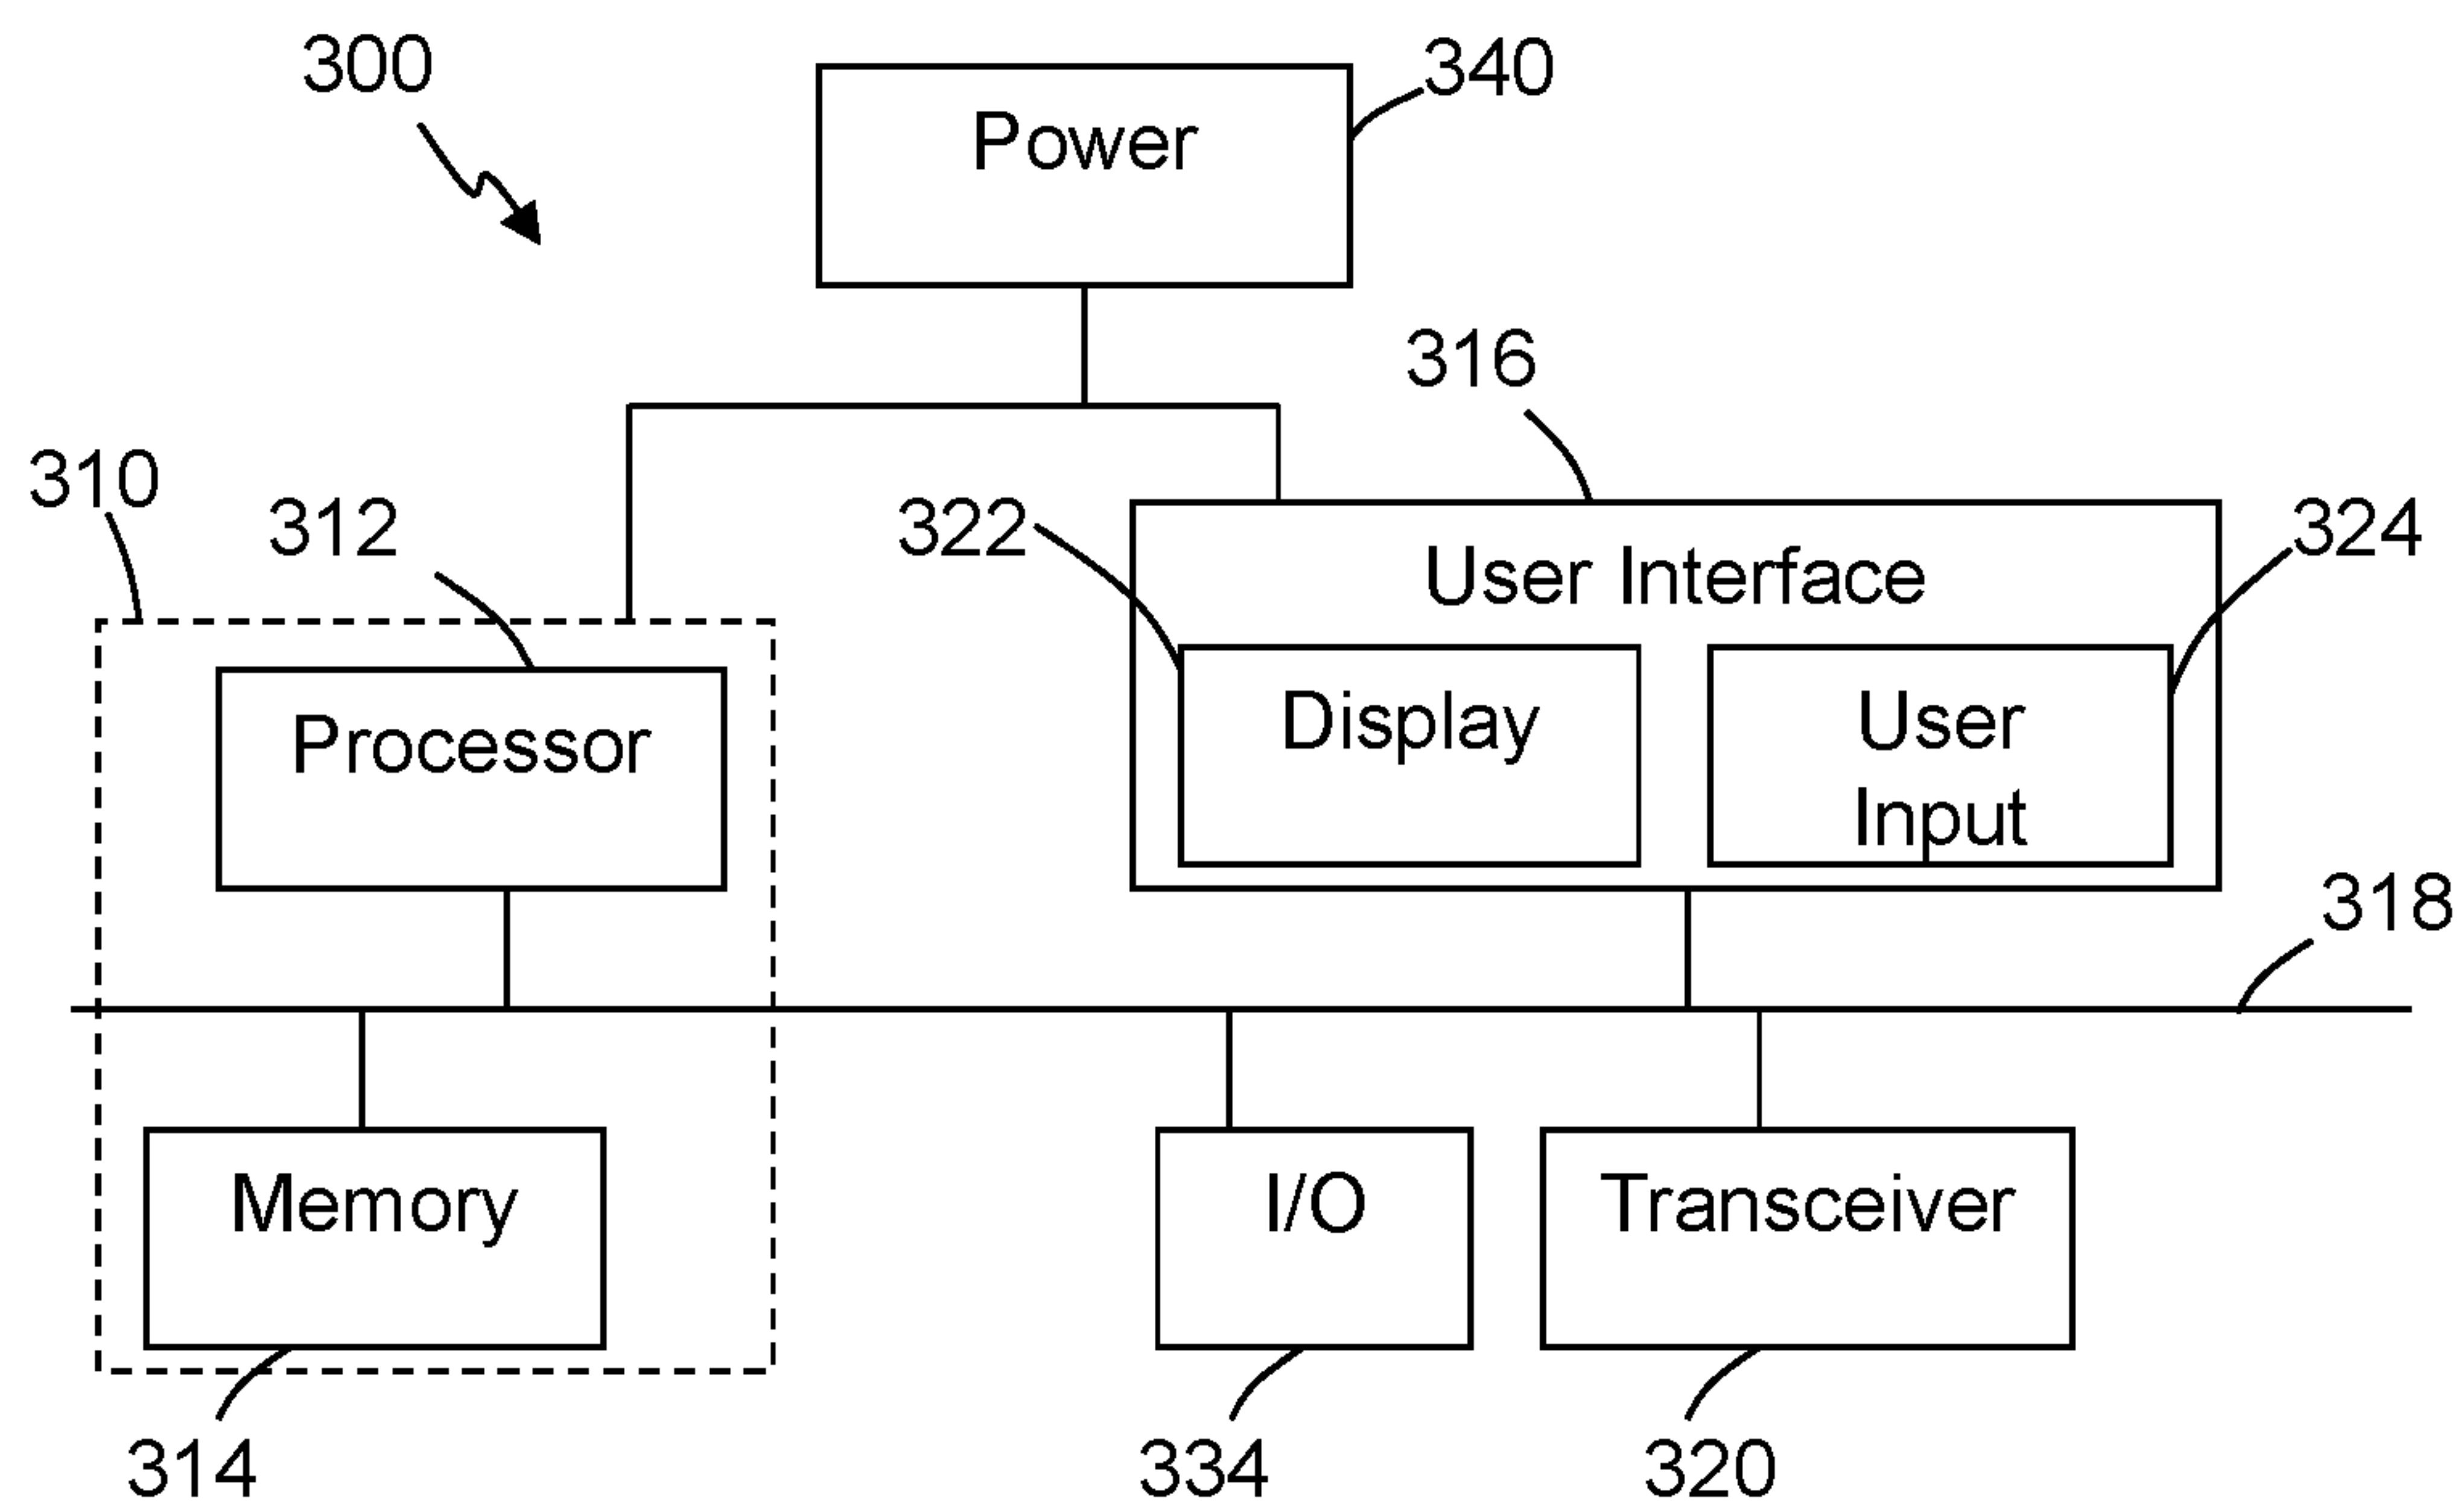 300
340
Power
316
310
312
322
324
User Interface
Processor
Display
User
Input
318
Memory
I/O
Transceiver
314
334
320